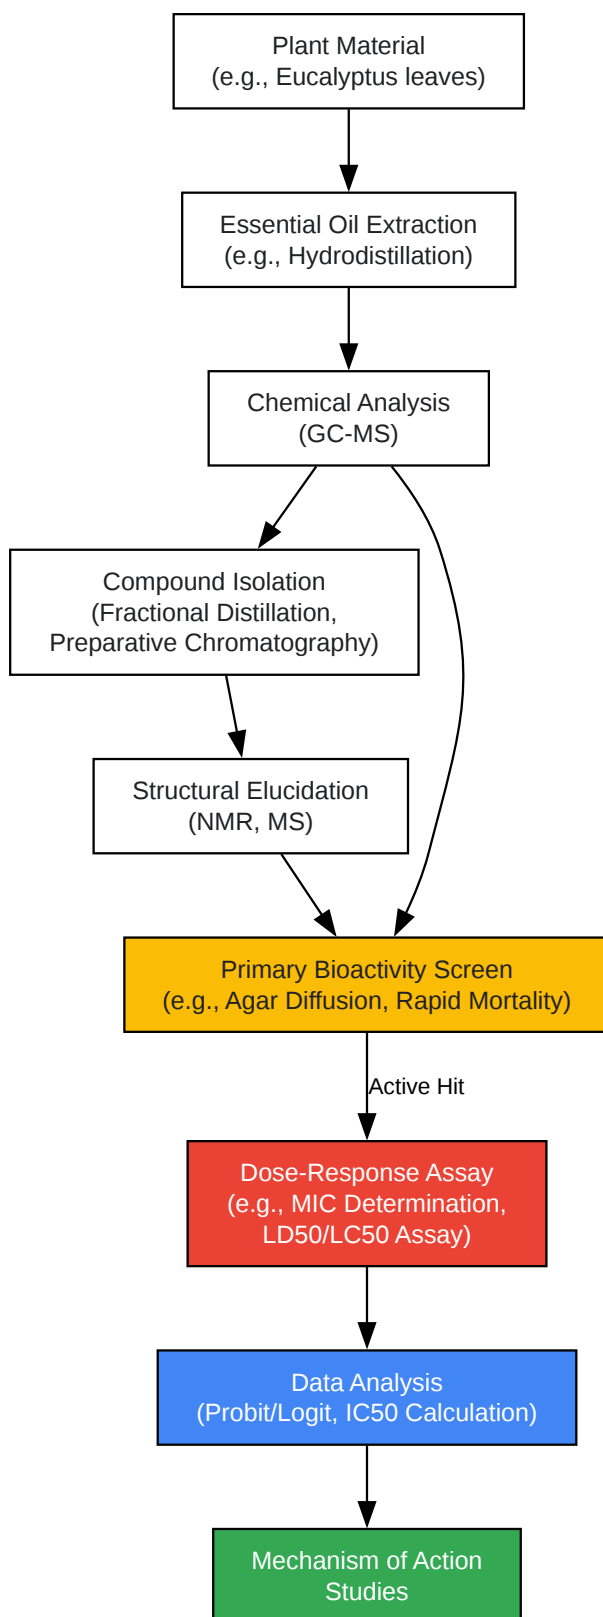 Plant Material
(e.g., Eucalyptus leaves)
Essential Oil Extraction
(e.g., Hydrodistillation)
Chemical Analysis
(GC-MS)
Compound Isolation
(Fractional Distillation,
Preparative Chromatography)
Structural Elucidation
(NMR, MS)
Primary Bioactivity Screen
(e.g., Agar Diffusion, Rapid Mortality)
Active Hit
Dose-Response Assay
(e.g., MIC Determination,
LD50/LC50 Assay)
Data Analysis
(Probit/Logit, IC50 Calculation)
Mechanism of Action
Studies